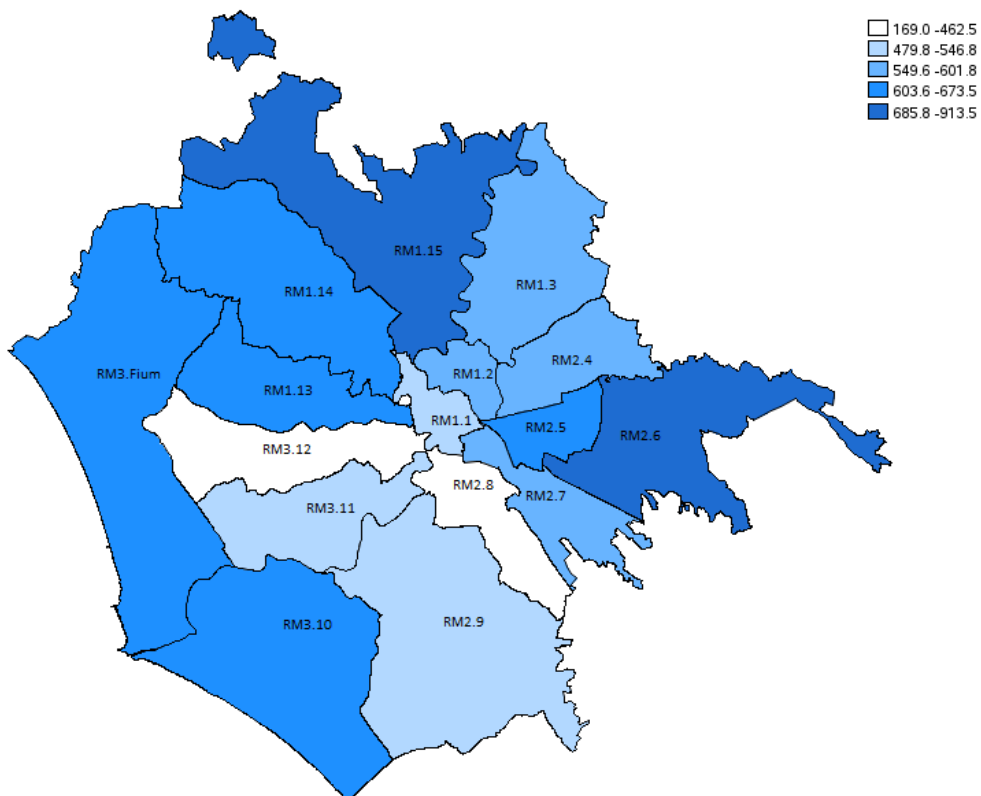 169.0 -462.5
479.8 -546.8
549.6 -601.8
603.6 -673.5
685.8 -913.5
RM1.15
RM1.3
RM1.14
RM2.4
RM3.Fium
RM1.2
RM1.13
RM1.1
RM2.5
RM2.6
RM3.12
RM2.8
RM2.7
RM3.11
RM2.9
RM3.10